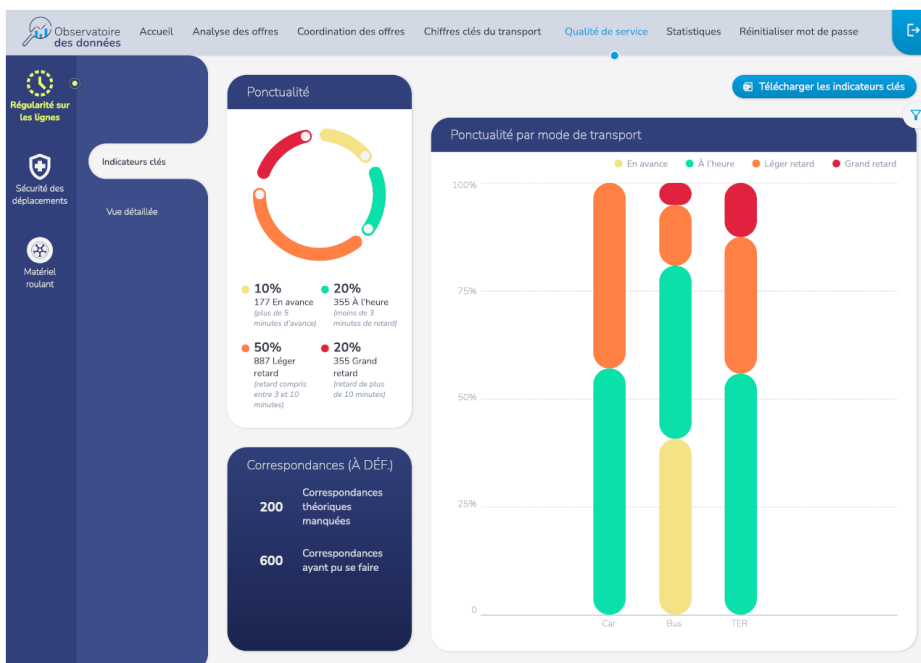 Observatoire
des données
Accueil
Analyse des offres
Coordination des offres
Chiffres clés du transport
Qualité de service
Statistiques
Réinitialiser mot de passe
Régularité sur
les lignes
Sécurité des
déplacements
Matériel
roulant
Indicateurs clés
Vue détaillée
Télécharger les indicateurs clés
Ponctualité
10%
177 En avance
(plus de 5
minutes d'avance)
20%
355 À l'heure
(moins de 3
minutes de retard)
50%
887 Léger
retard
(retard compris
entre 3 et 10
minutes)
20%
355 Grand
retard
(retard de plus
de 10 minutes)
Correspondances (À DÉF.)
200
Correspondances
théoriques
manquées
600
Correspondances
ayant pu se faire
Ponctualité par mode de transport
En avance
À l'heure
Léger retard
Grand retard
100%
75%
50%
25%
0
Car
Bus
TER